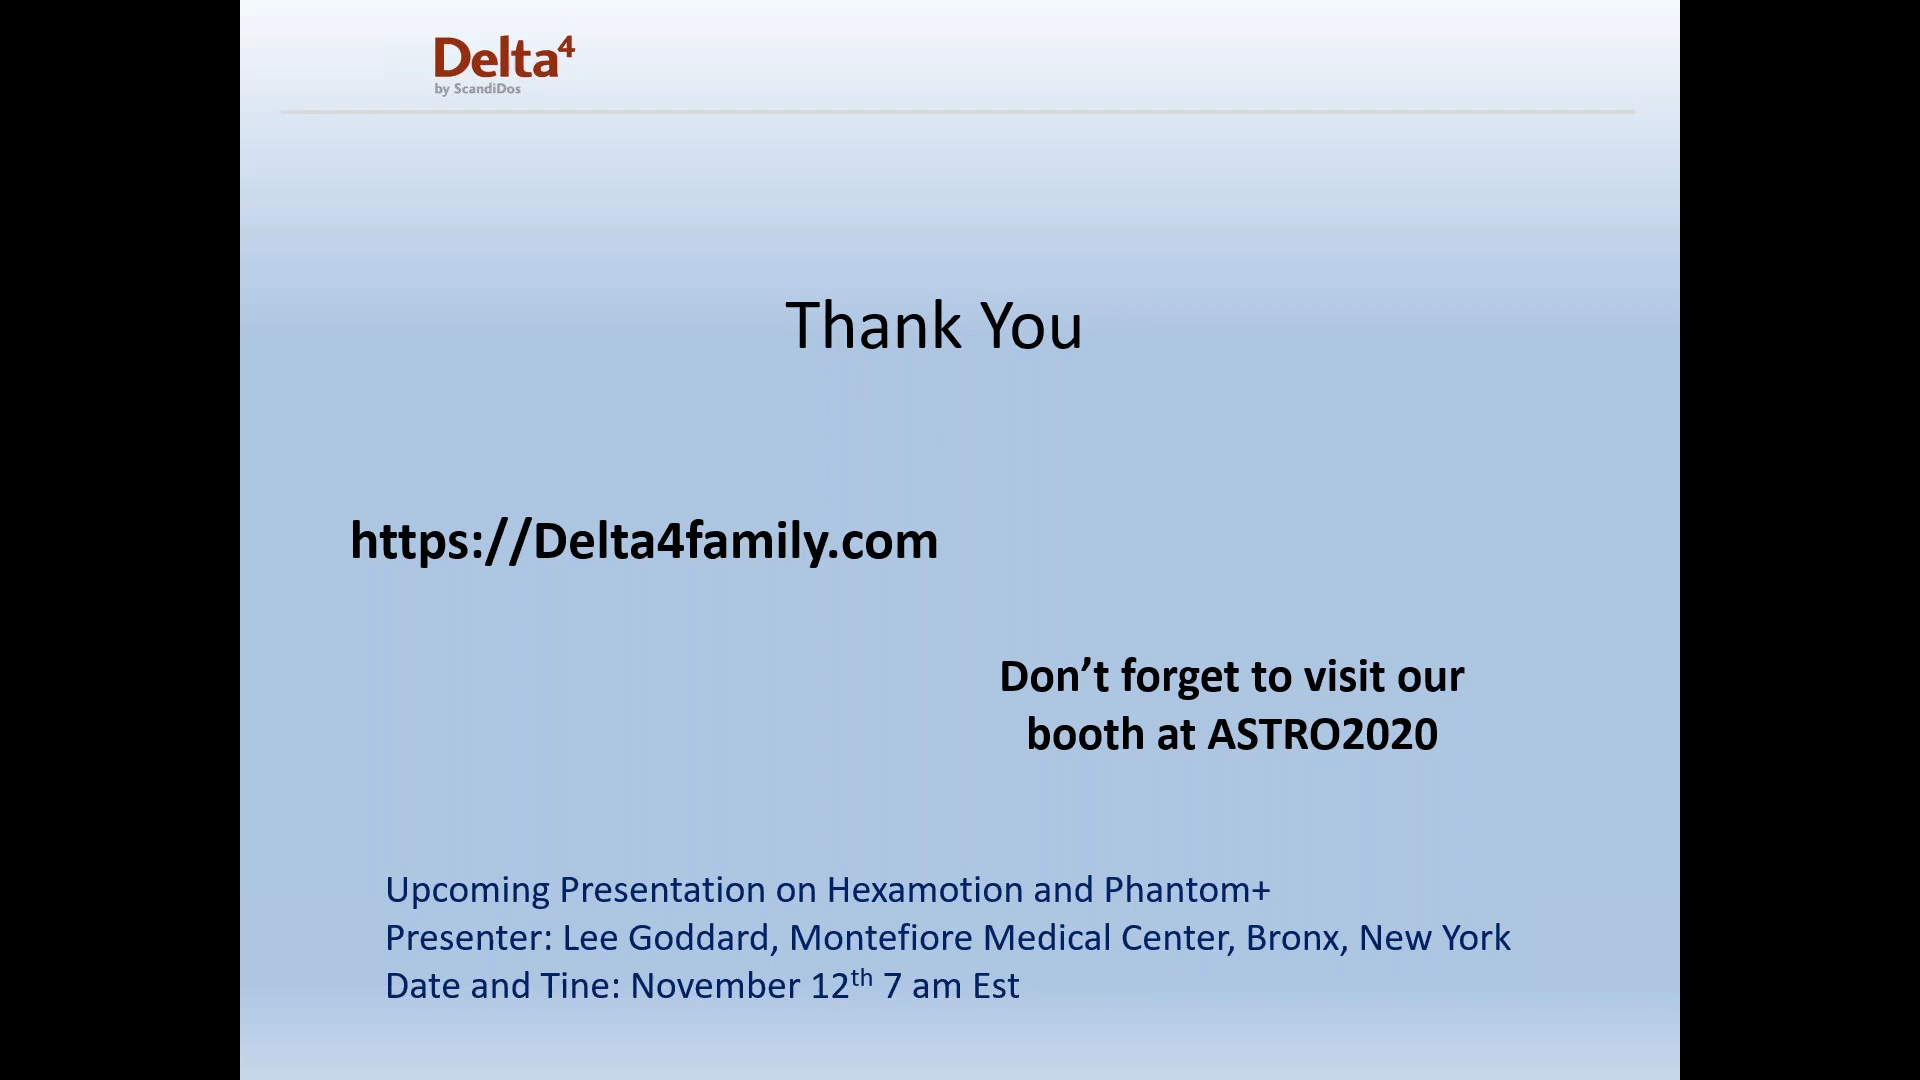 Delta⁴
by ScandiDos
Thank You
https://Delta4family.com
Don’t forget to visit our
booth at ASTRO2020
Upcoming Presentation on Hexamotion and Phantom+
Presenter: Lee Goddard, Montefiore Medical Center, Bronx, New York
Date and Tine: November 12th 7 am Est